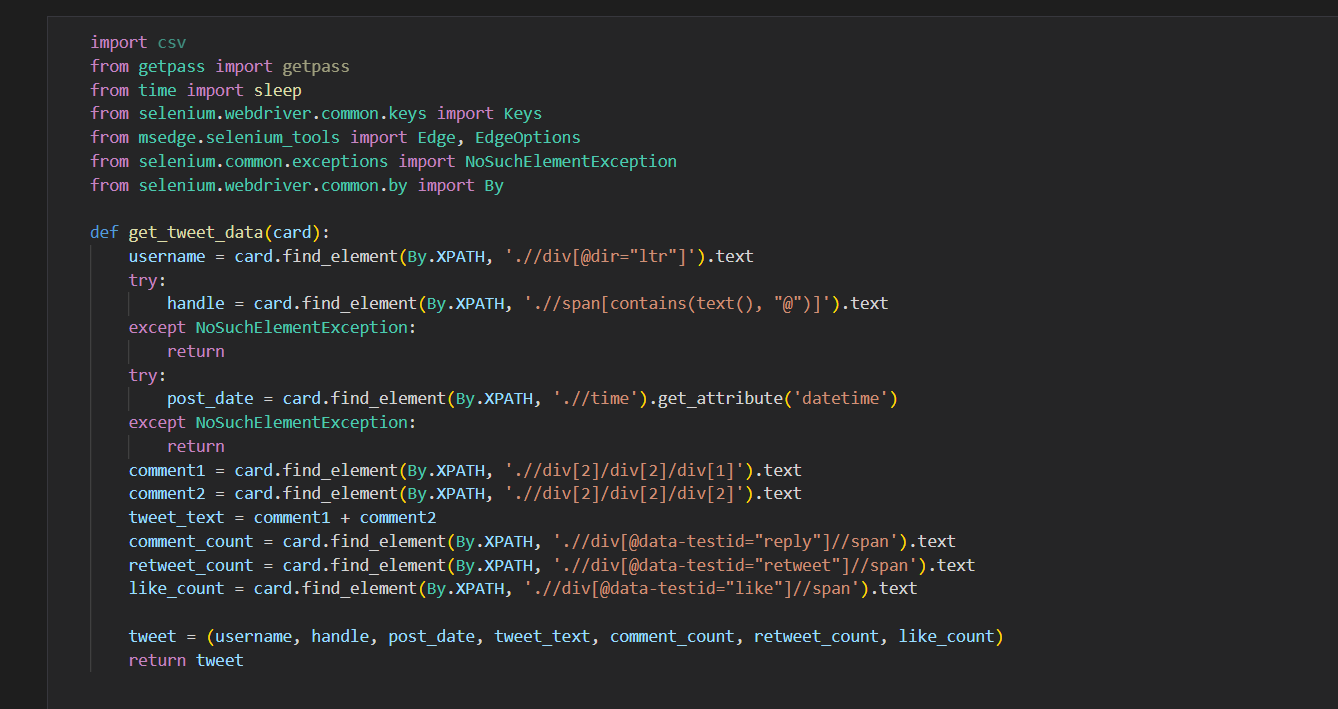 import csv
from getpass import getpass
from time import sleep
from selenium.webdriver.common.keys import Keys
from msedge.selenium_tools import Edge, EdgeOptions
from selenium.common.exceptions import NoSuchElementException
from selenium.webdriver.common.by import By

def get_tweet_data(card):
    username = card.find_element(By.XPATH, './/div[@dir="ltr"]').text
    try:
        handle = card.find_element(By.XPATH, './/span[contains(text(), "@")]').text
    except NoSuchElementException:
        return
    try:
        post_date = card.find_element(By.XPATH, './/time').get_attribute('datetime')
    except NoSuchElementException:
        return
    comment1 = card.find_element(By.XPATH, './/div[2]/div[2]/div[1]').text
    comment2 = card.find_element(By.XPATH, './/div[2]/div[2]/div[2]').text
    tweet_text = comment1 + comment2
    comment_count = card.find_element(By.XPATH, './/div[@data-testid="reply"]//span').text
    retweet_count = card.find_element(By.XPATH, './/div[@data-testid="retweet"]//span').text
    like_count = card.find_element(By.XPATH, './/div[@data-testid="like"]//span').text

    tweet = (username, handle, post_date, tweet_text, comment_count, retweet_count, like_count)
    return tweet